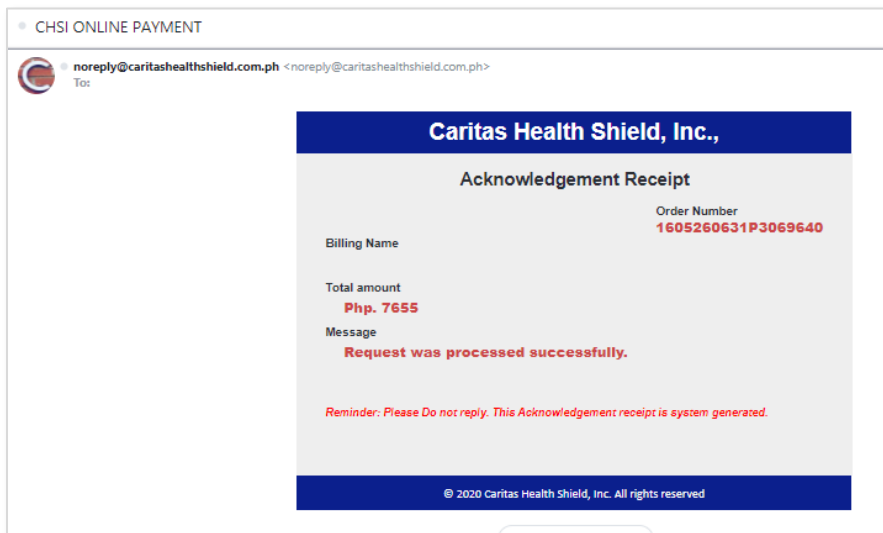 CHSI ONLINE PAYMENT
noreply@caritashealthshield.com.ph <noreply@caritashealthshield.com.ph>
To:
Caritas Health Shield, Inc.,
Acknowledgement Receipt
Order Number
1605260631P3069640
Billing Name
Total amount
Php. 7655
Message
Request was processed successfully.
Reminder: Please Do not reply. This Acknowledgement receipt is system generated.
© 2020 Caritas Health Shield, Inc. All rights reserved